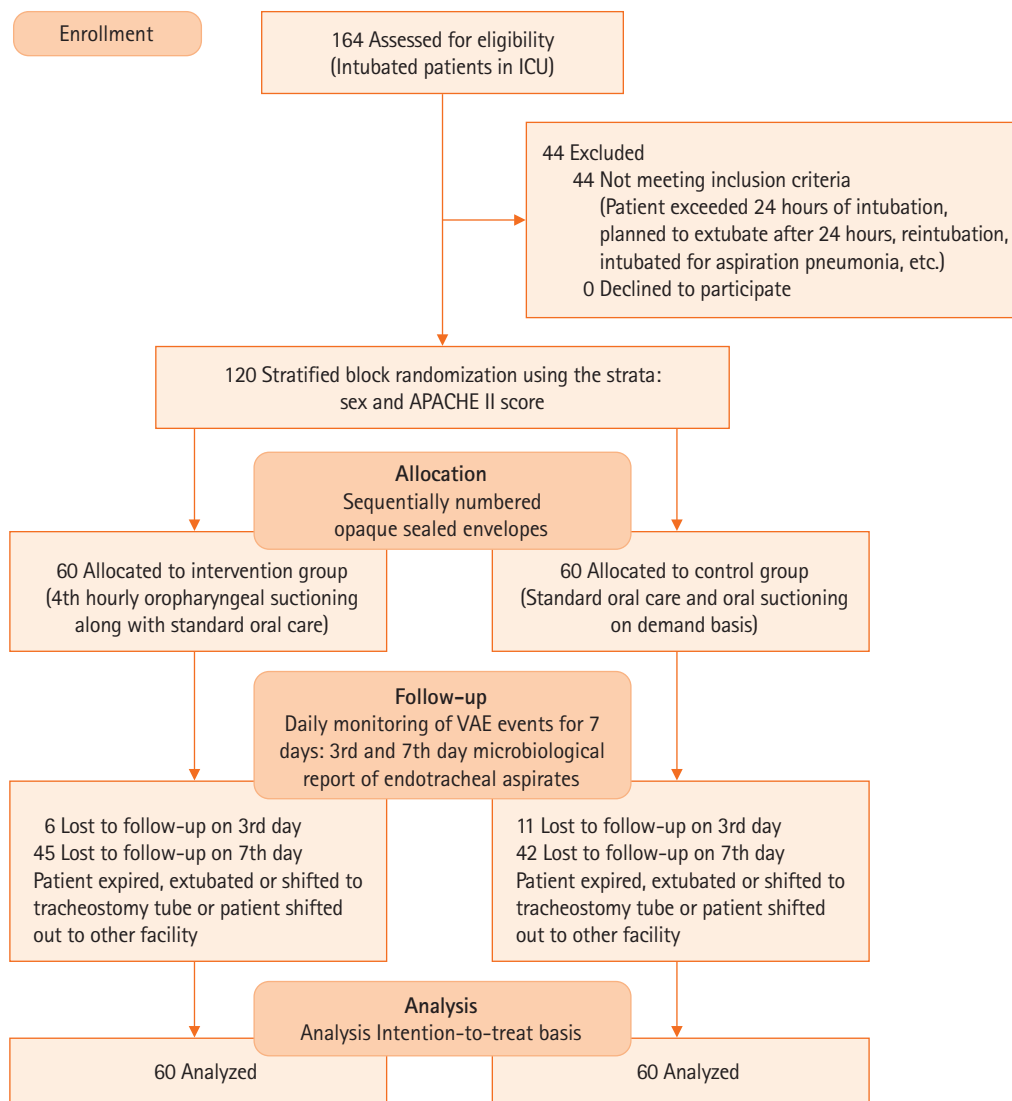 Enrollment
164 Assessed for eligibility
(Intubated patients in ICU)
44 Excluded
44 Not meeting inclusion criteria
(Patient exceeded 24 hours of intubation,
planned to extubate after 24 hours, reintubation,
intubated for aspiration pneumonia, etc.)
0 Declined to participate
120 Stratified block randomization using the strata:
sex and APACHE II score
Allocation
Sequentially numbered
opaque sealed envelopes
60 Allocated to intervention group
(4th hourly oropharyngeal suctioning
along with standard oral care)
60 Allocated to control group
(Standard oral care and oral suctioning
on demand basis)
Follow-up
Daily monitoring of VAE events for 7
days: 3rd and 7th day microbiological
report of endotracheal aspirates
6 Lost to follow-up on 3rd day
45 Lost to follow-up on 7th day
Patient expired, extubated or shifted to
tracheostomy tube or patient shifted
out to other facility
11 Lost to follow-up on 3rd day
42 Lost to follow-up on 7th day
Patient expired, extubated or shifted to
tracheostomy tube or patient shifted
out to other facility
Analysis
Analysis Intention-to-treat basis
60 Analyzed
60 Analyzed